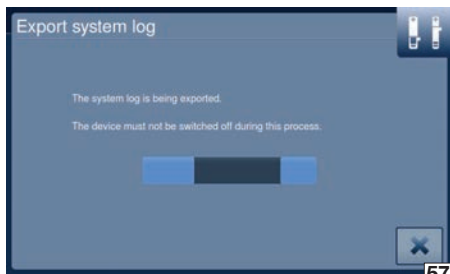 Export system log
The system log is being exported.
The device must not be switched off during this process.
57